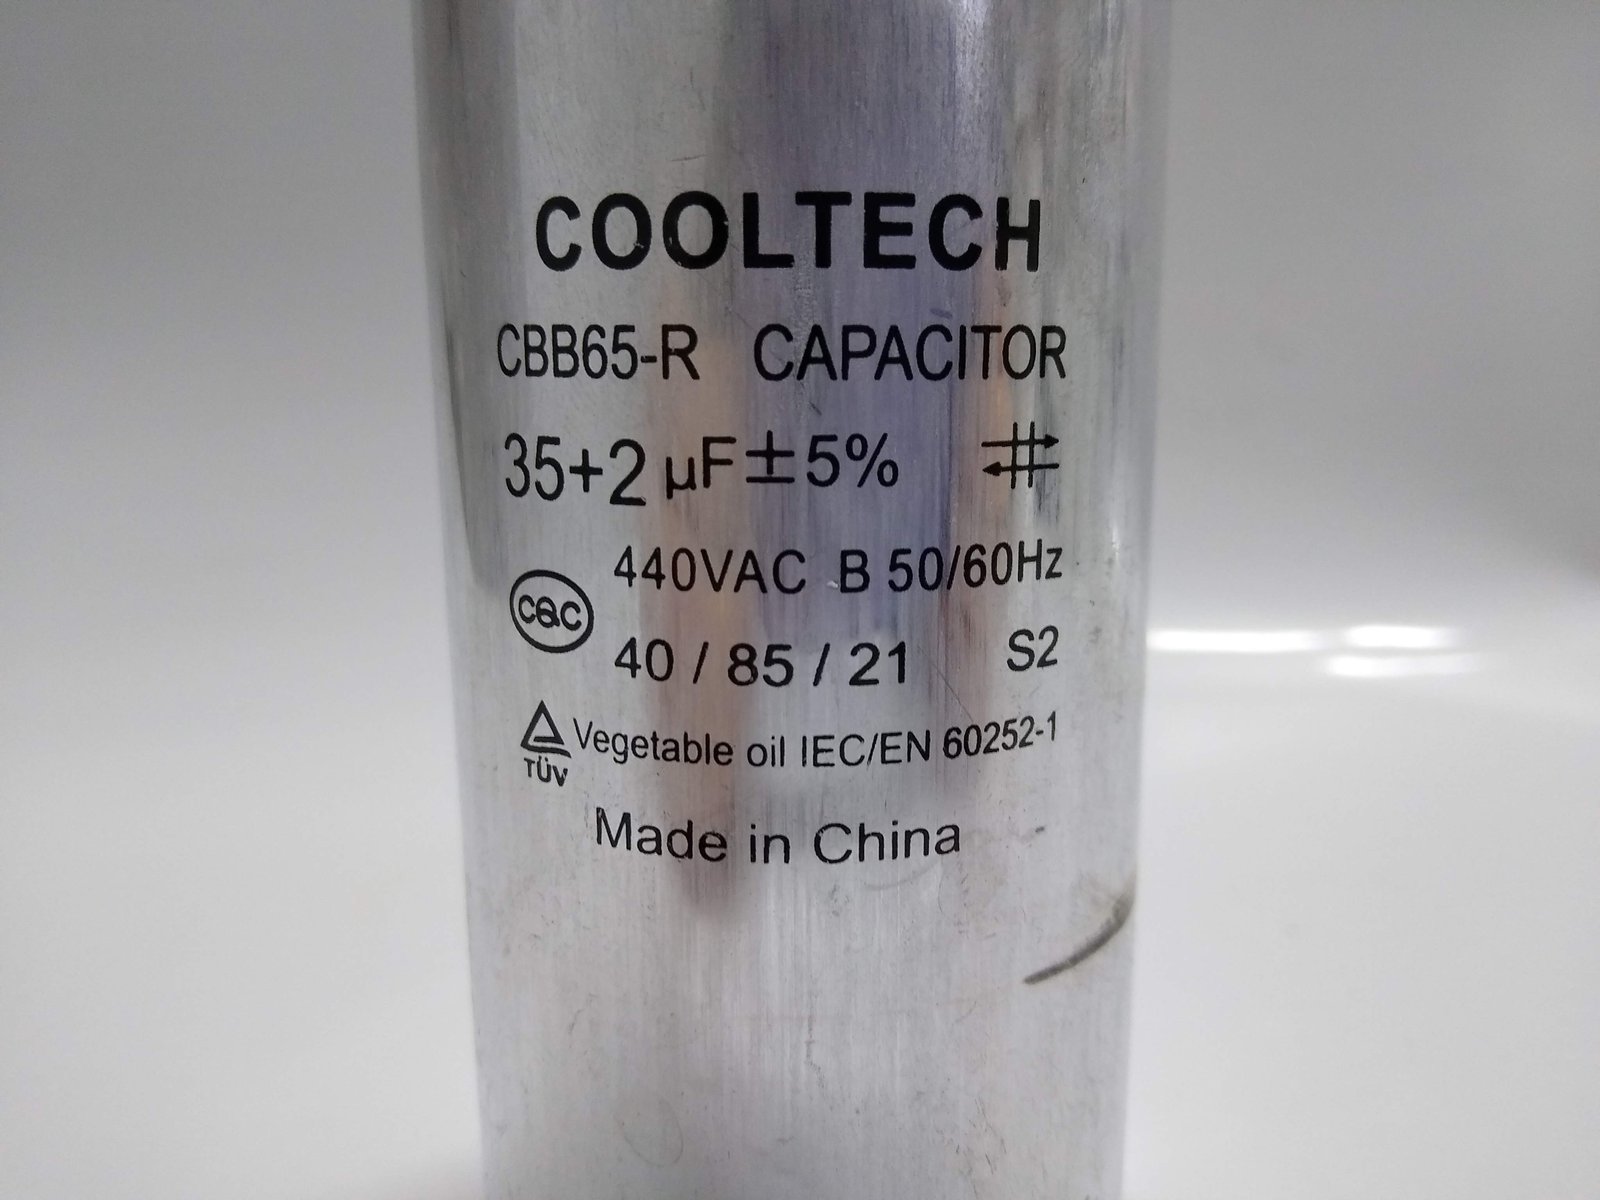 COOLTECH
CBB65-R CAPACITOR
35+2 µF±5%
440VAC B 50/60Hz
CQC
40 / 85 / 21 S2
TÜV
Vegetable oil IEC/EN 60252-1
Made in China